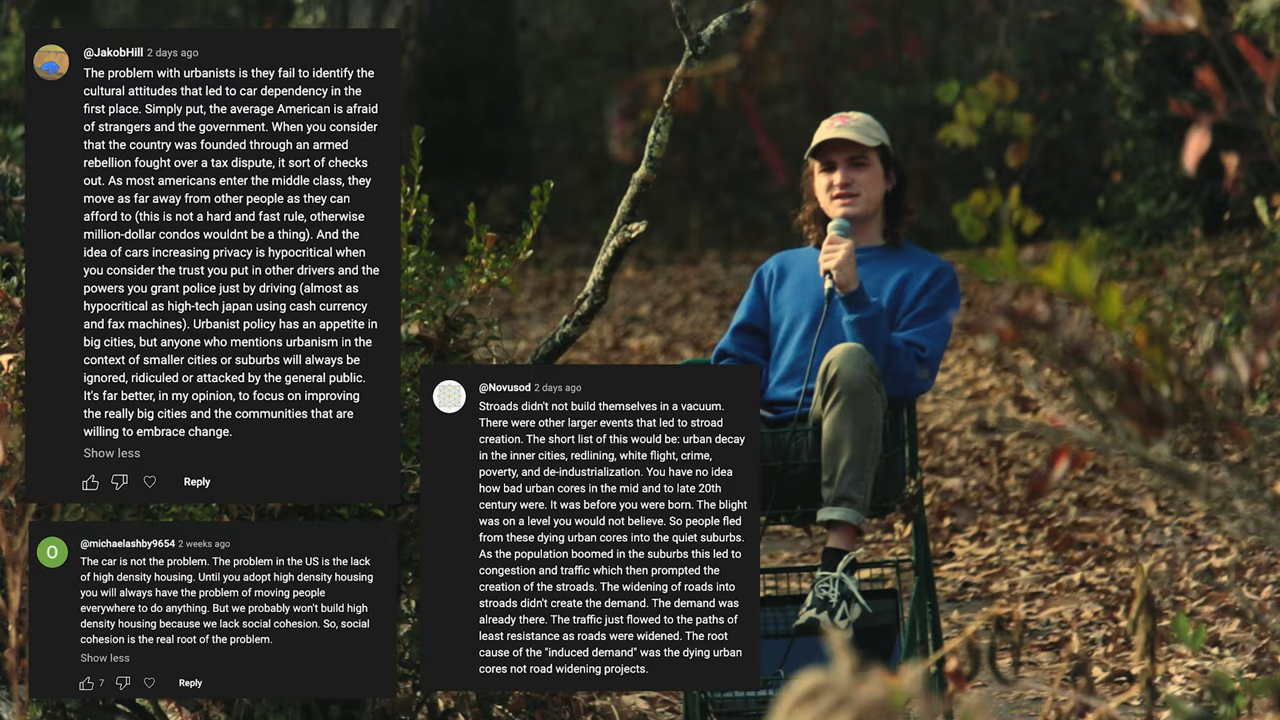 @JakobHill 2 days ago
The problem with urbanists is they fail to identify the
cultural attitudes that led to car dependency in the
first place. Simply put, the average American is afraid
of strangers and the government. When you consider
that the country was founded through an armed
rebellion fought over a tax dispute, it sort of checks
out. As most americans enter the middle class, they
move as far away from other people as they can
afford to (this is not a hard and fast rule, otherwise
million-dollar condos wouldnt be a thing). And the
idea of cars increasing privacy is hypocritical when
you consider the trust you put in other drivers and the
powers you grant police just by driving (almost as
hypocritical as high-tech japan using cash currency
and fax machines). Urbanist policy has an appetite in
big cities, but anyone who mentions urbanism in the
context of smaller cities or suburbs will always be
ignored, ridiculed or attacked by the general public.
It's far better, in my opinion, to focus on improving
the really big cities and the communities that are
willing to embrace change.
Show less
Reply
O
@michaelashby9654 2 weeks ago
The car is not the problem. The problem in the US is the lack
of high density housing. Until you adopt high density housing
you will always have the problem of moving people
everywhere to do anything. But we probably won't build high
density housing because we lack social cohesion. So, social
cohesion is the real root of the problem.
Show less
7
Reply
@Novusod 2 days ago
Stroads didn't not build themselves in a vacuum.
There were other larger events that led to stroad
creation. The short list of this would be: urban decay
in the inner cities, redlining, white flight, crime,
poverty, and de-industrialization. You have no idea
how bad urban cores in the mid and to late 20th
century were. It was before you were born. The blight
was on a level you would not believe. So people fled
from these dying urban cores into the quiet suburbs.
As the population boomed in the suburbs this led to
congestion and traffic which then prompted the
creation of the stroads. The widening of roads into
stroads didn't create the demand. The demand was
already there. The traffic just flowed to the paths of
least resistance as roads were widened. The root
cause of the "induced demand" was the dying urban
cores not road widening projects.